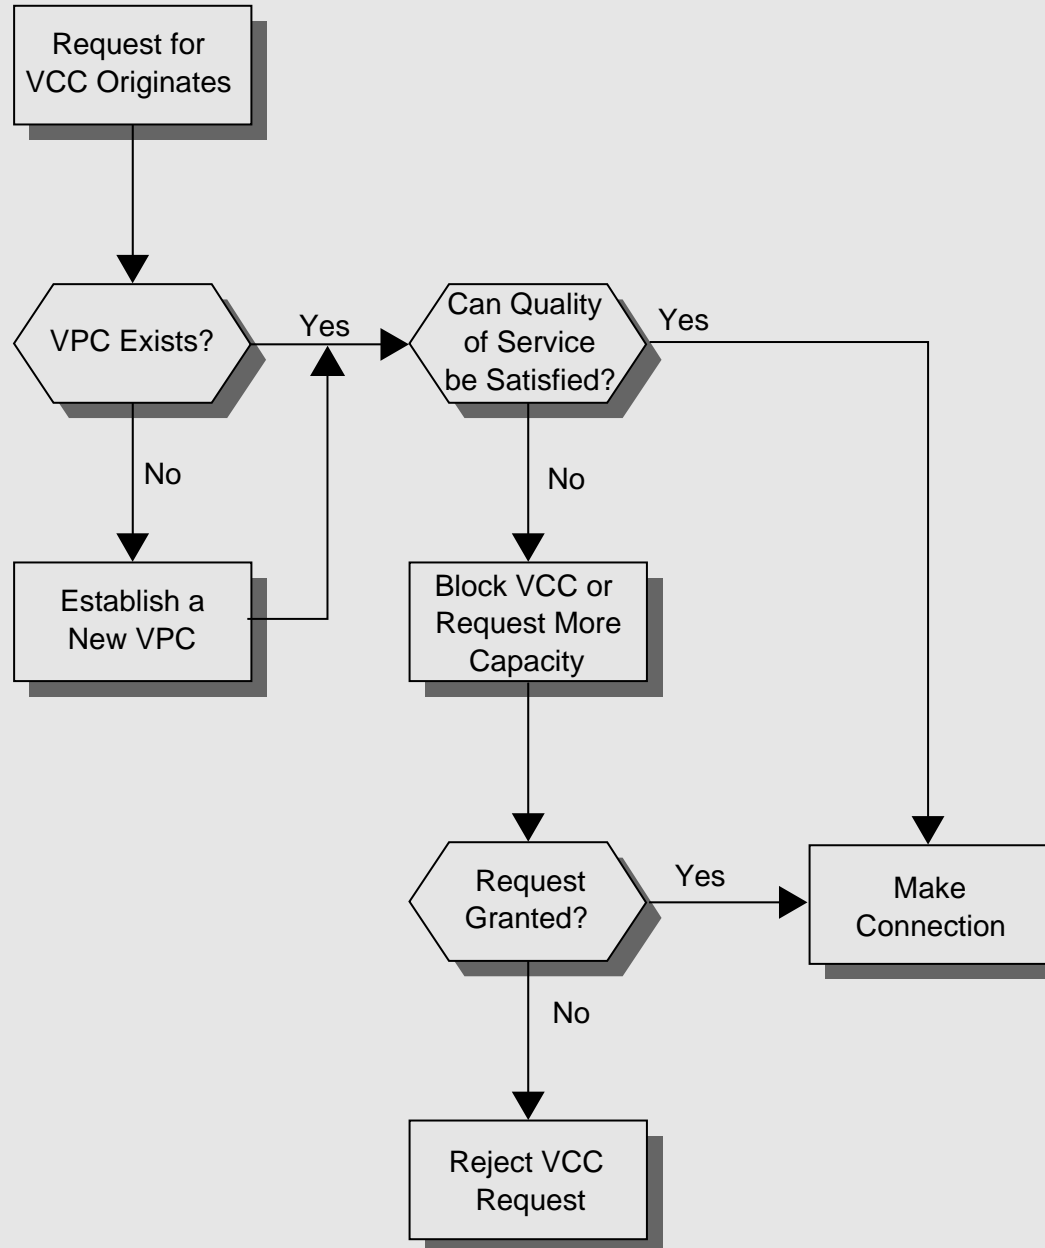 Request for
VCC Originates
VPC Exists?
Yes
Can Quality
of Service
be Satisfied?
Yes
No
No
Establish a
New VPC
Block VCC or
Request More
Capacity
Request
Granted?
Yes
Make
Connection
No
Reject VCC
Request